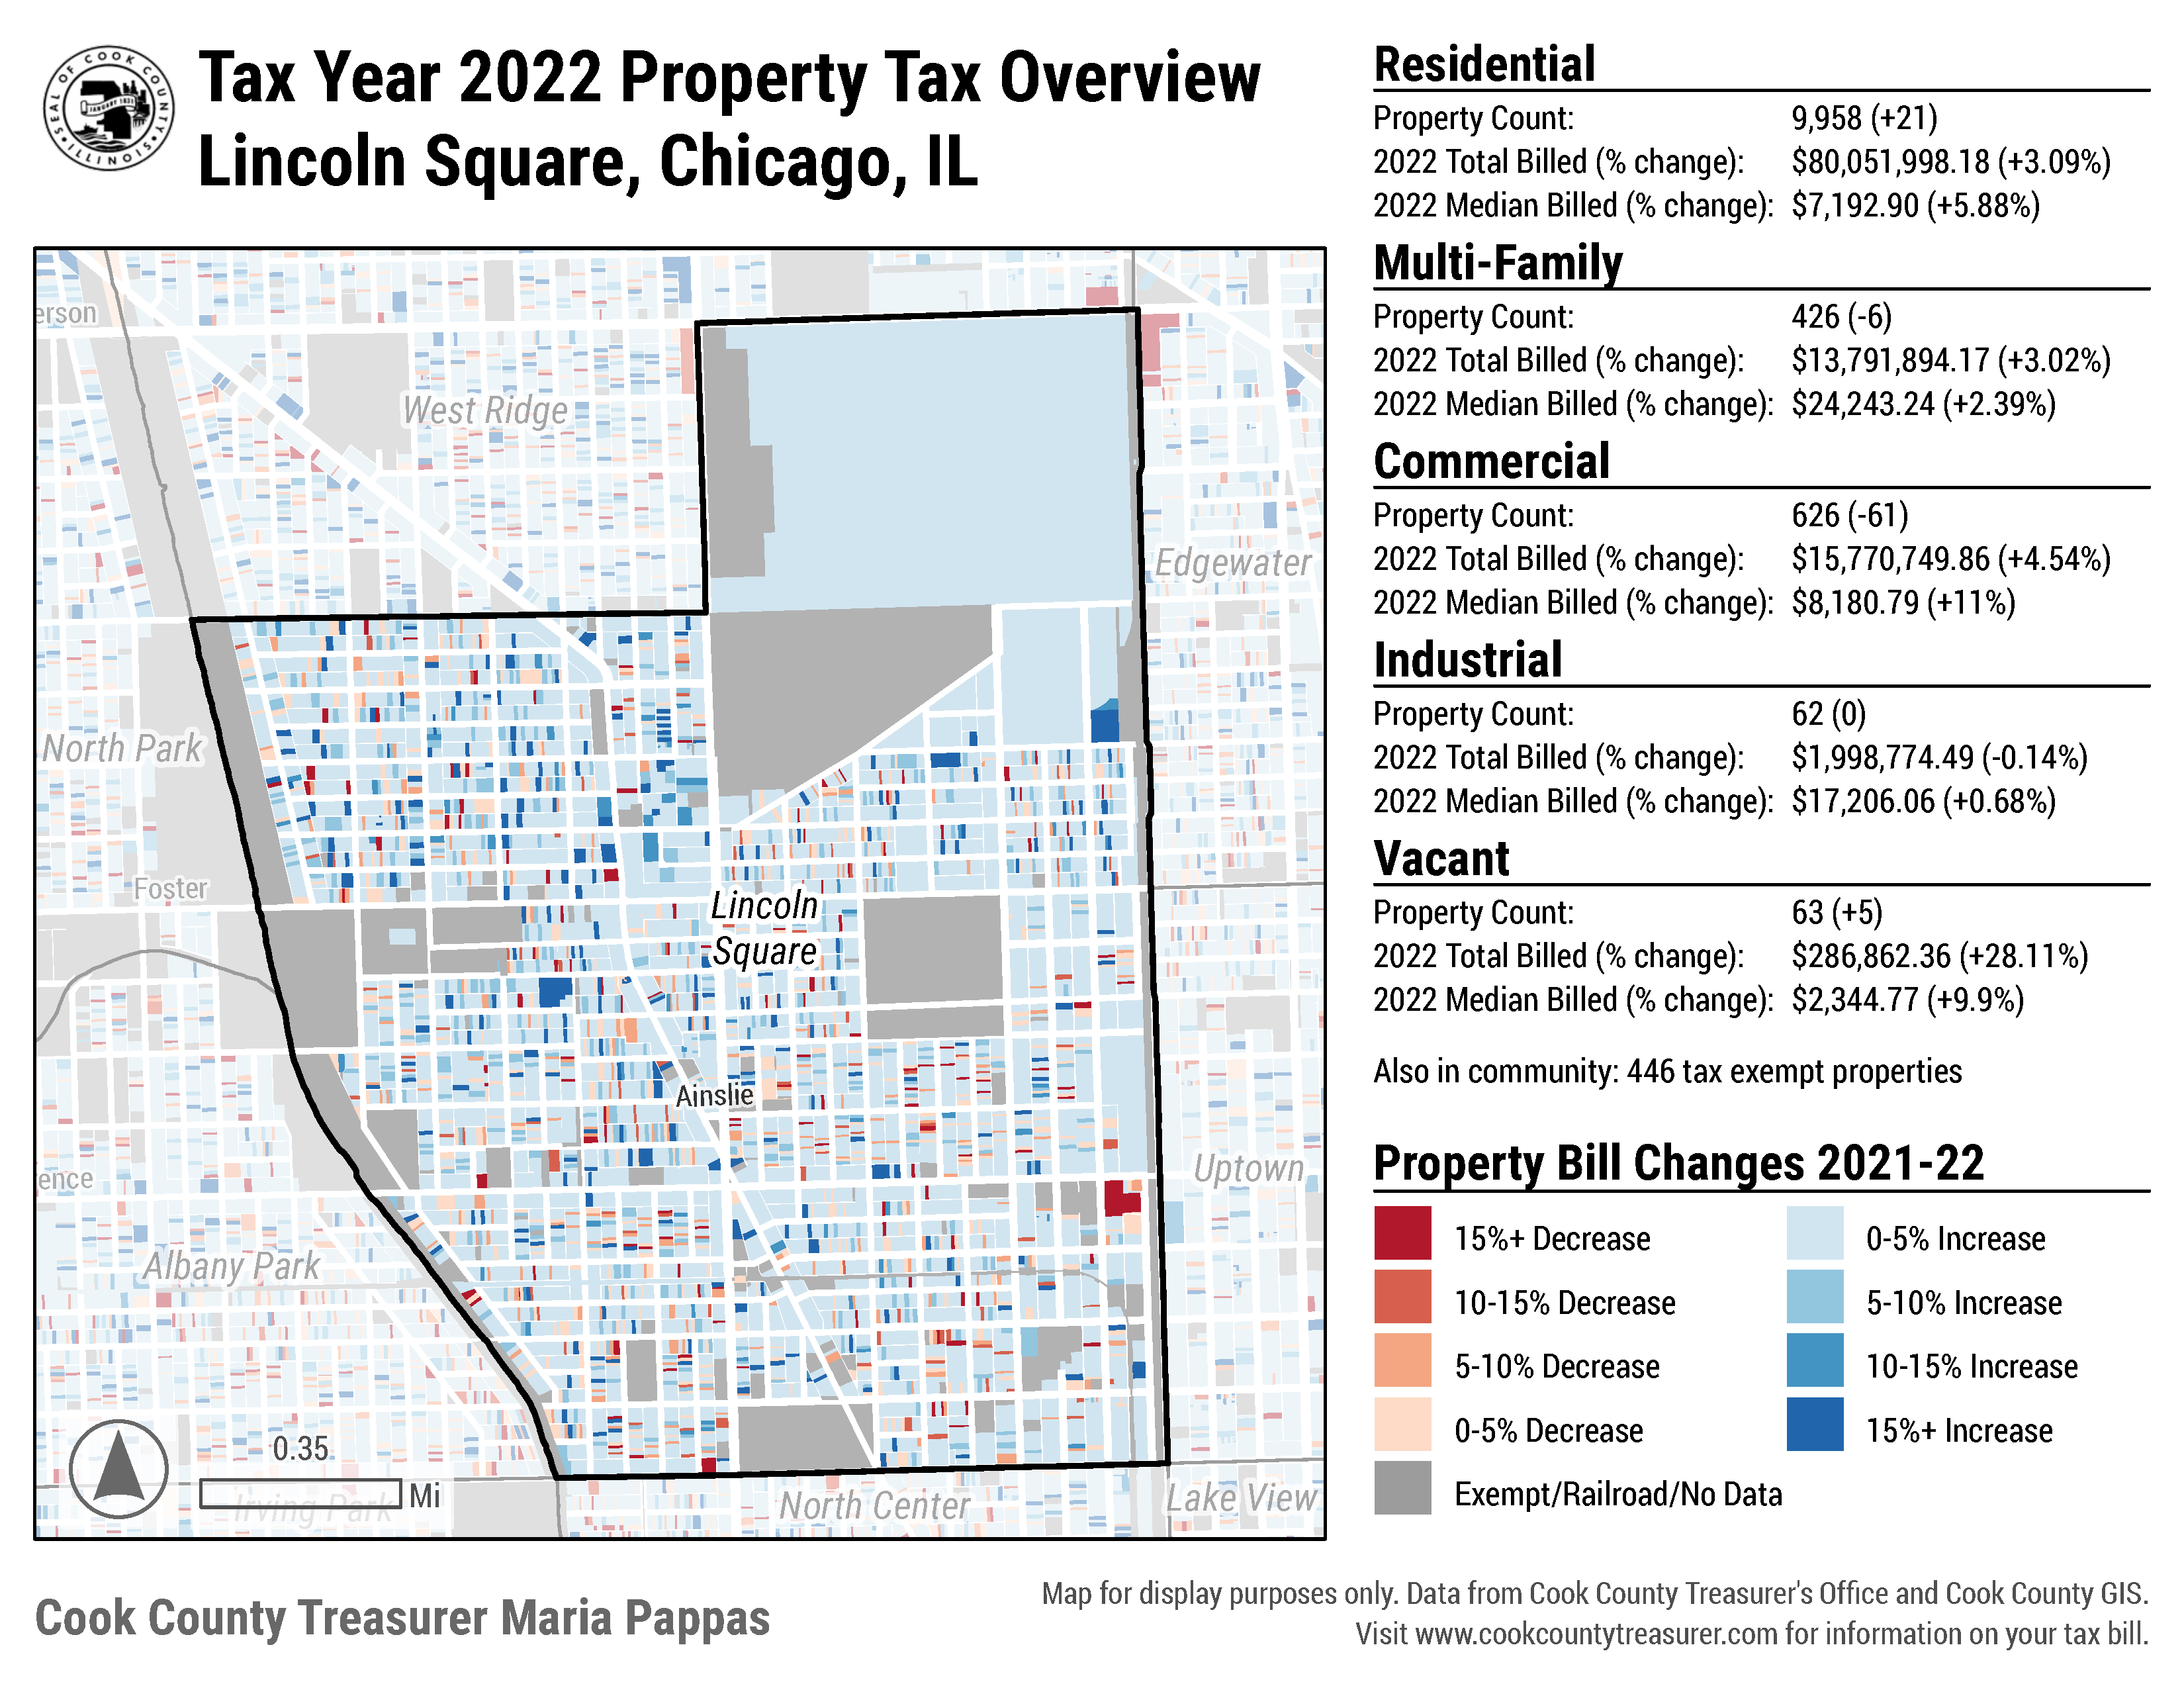 SEAL OF COOK COUNTY
JANUARY 1831
ILLINOIS
Tax Year 2022 Property Tax Overview
Lincoln Square, Chicago, IL
erson
West Ridge
Edgewater
North Park
Foster
Lincoln
Square
Ainslie
ence
Uptown
Albany Park
0.35
Mi
Irving Park
North Center
Lake View
Residential
Property Count: 9,958 (+21)
2022 Total Billed (% change): $80,051,998.18 (+3.09%)
2022 Median Billed (% change): $7,192.90 (+5.88%)
Multi-Family
Property Count: 426 (-6)
2022 Total Billed (% change): $13,791,894.17 (+3.02%)
2022 Median Billed (% change): $24,243.24 (+2.39%)
Commercial
Property Count: 626 (-61)
2022 Total Billed (% change): $15,770,749.86 (+4.54%)
2022 Median Billed (% change): $8,180.79 (+11%)
Industrial
Property Count: 62 (0)
2022 Total Billed (% change): $1,998,774.49 (-0.14%)
2022 Median Billed (% change): $17,206.06 (+0.68%)
Vacant
Property Count: 63 (+5)
2022 Total Billed (% change): $286,862.36 (+28.11%)
2022 Median Billed (% change): $2,344.77 (+9.9%)
Also in community: 446 tax exempt properties
Property Bill Changes 2021-22
15%+ Decrease
10-15% Decrease
5-10% Decrease
0-5% Decrease
Exempt/Railroad/No Data
0-5% Increase
5-10% Increase
10-15% Increase
15%+ Increase
Cook County Treasurer Maria Pappas
Map for display purposes only. Data from Cook County Treasurer's Office and Cook County GIS.
Visit www.cookcountytreasurer.com for information on your tax bill.